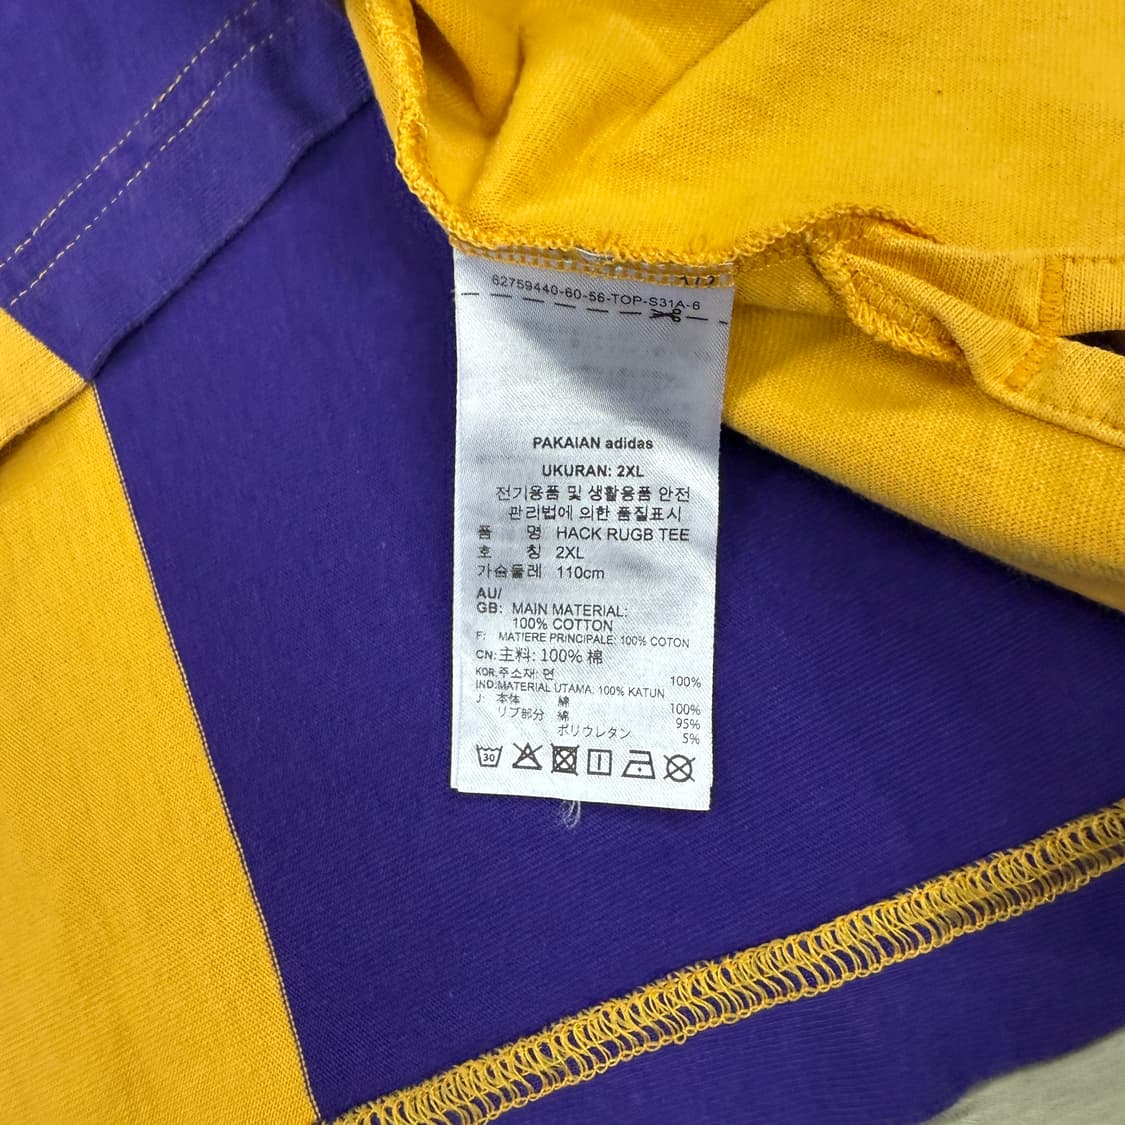 62759440-60-56-TOP-S31A-6
PAKAIAN adidas
UKURAN: 2XL
전기용품 및 생활용품 안전
관리법에 의한 품질표시
품 명 HACK RUGB TEE
호 칭 2XL
가슴둘레 110cm
AU/
GB: MAIN MATERIAL:
100% COTTON
F: MATIERE PRINCIPALE: 100% COTON
CN:主料: 100% 棉
KOR:주소재: 면 100%
IND:MATERIAL UTAMA: 100% KATUN
J: 本体 綿 100%
リブ部分 綿 95%
ポリウレタン 5%
30